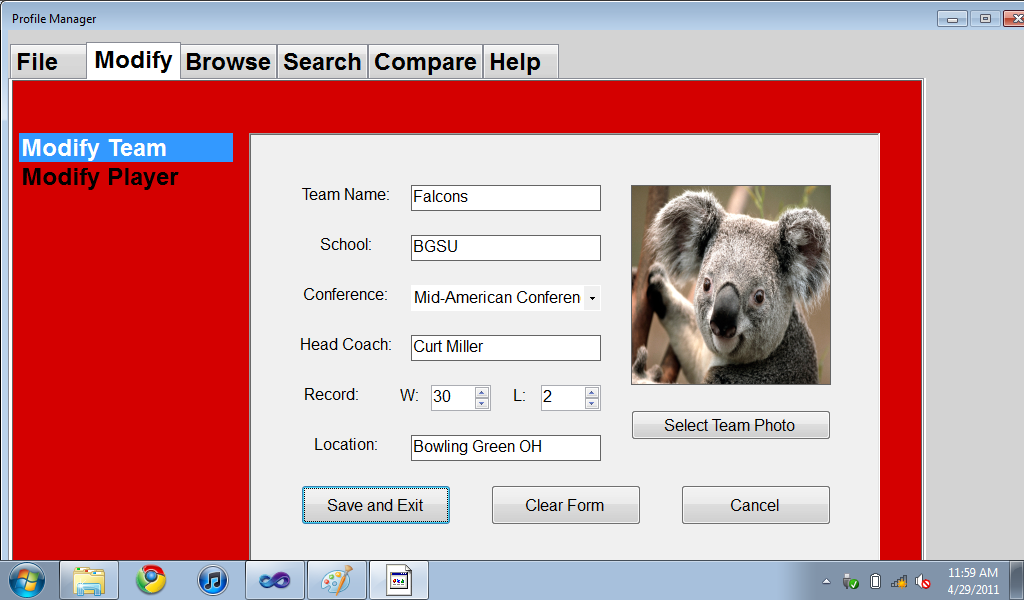 Profile Manager
File Modify Browse Search Compare Help
Modify Team
Modify Player
Team Name: Falcons
School: BGSU
Conference: Mid-American Conferen
Head Coach: Curt Miller
Record: W: 30 L: 2
Select Team Photo
Location: Bowling Green OH
Save and Exit Clear Form Cancel
11:59 AM
4/29/2011